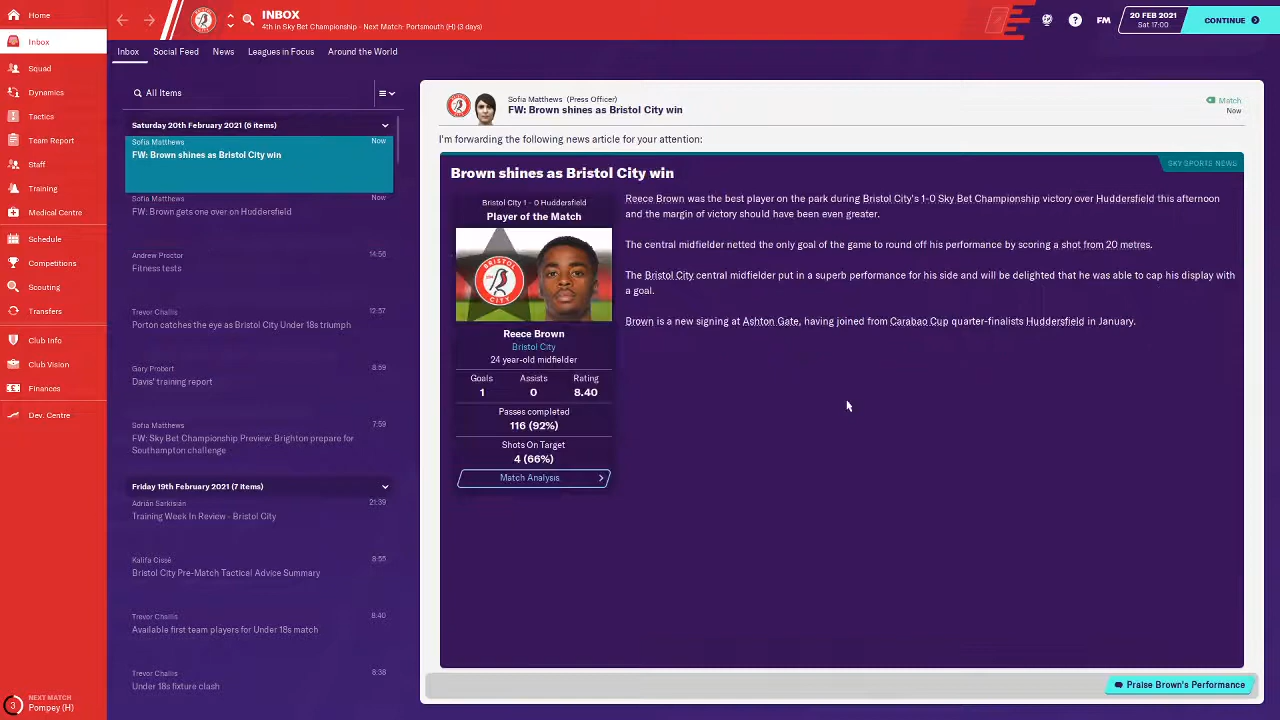 Home
Inbox
Squad
Dynamics
Tactics
Team Report
Staff
Training
Medical Centre
Schedule
Competitions
Scouting
Transfers
Club Info
Club Vision
Finances
Dev. Centre
3
NEXT MATCH
Pompey (H)
INBOX
4th in Sky Bet Championship - Next Match: Portsmouth (H) (3 days)
?
FM
20 FEB 2021
Sat 17:00
CONTINUE
Inbox
Social Feed
News
Leagues in Focus
Around the World
All Items
Saturday 20th February 2021 (6 items)
Sofia Matthews Now
FW: Brown shines as Bristol City win
Sofia Matthews Now
FW: Brown gets one over on Huddersfield
Andrew Proctor 14:56
Fitness tests
Trevor Challis 12:57
Porton catches the eye as Bristol City Under 18s triumph
Gary Probert 8:59
Davis' training report
Sofia Matthews 7:59
FW: Sky Bet Championship Preview: Brighton prepare for
Southampton challenge
Friday 19th February 2021 (7 items)
Adrián Sarkisian 21:39
Training Week In Review - Bristol City
Kalifa Cissé 8:55
Bristol City Pre-Match Tactical Advice Summary
Trevor Challis 8:40
Available first team players for Under 18s match
Trevor Challis 8:38
Under 18s fixture clash
Sofia Matthews (Press Officer)
FW: Brown shines as Bristol City win
Match
Now
I'm forwarding the following news article for your attention:
SKY SPORTS NEWS
Brown shines as Bristol City win
Bristol City 1 - 0 Huddersfield
Player of the Match
BRISTOL
CITY
Reece Brown
Bristol City
24 year-old midfielder
Goals Assists Rating
1 0 8.40
Passes completed
116 (92%)
Shots On Target
4 (66%)
Match Analysis
Reece Brown was the best player on the park during Bristol City's 1-0 Sky Bet Championship victory over Huddersfield this afternoon
and the margin of victory should have been even greater.
The central midfielder netted the only goal of the game to round off his performance by scoring a shot from 20 metres.
The Bristol City central midfielder put in a superb performance for his side and will be delighted that he was able to cap his display with
a goal.
Brown is a new signing at Ashton Gate, having joined from Carabao Cup quarter-finalists Huddersfield in January.
Praise Brown's Performance